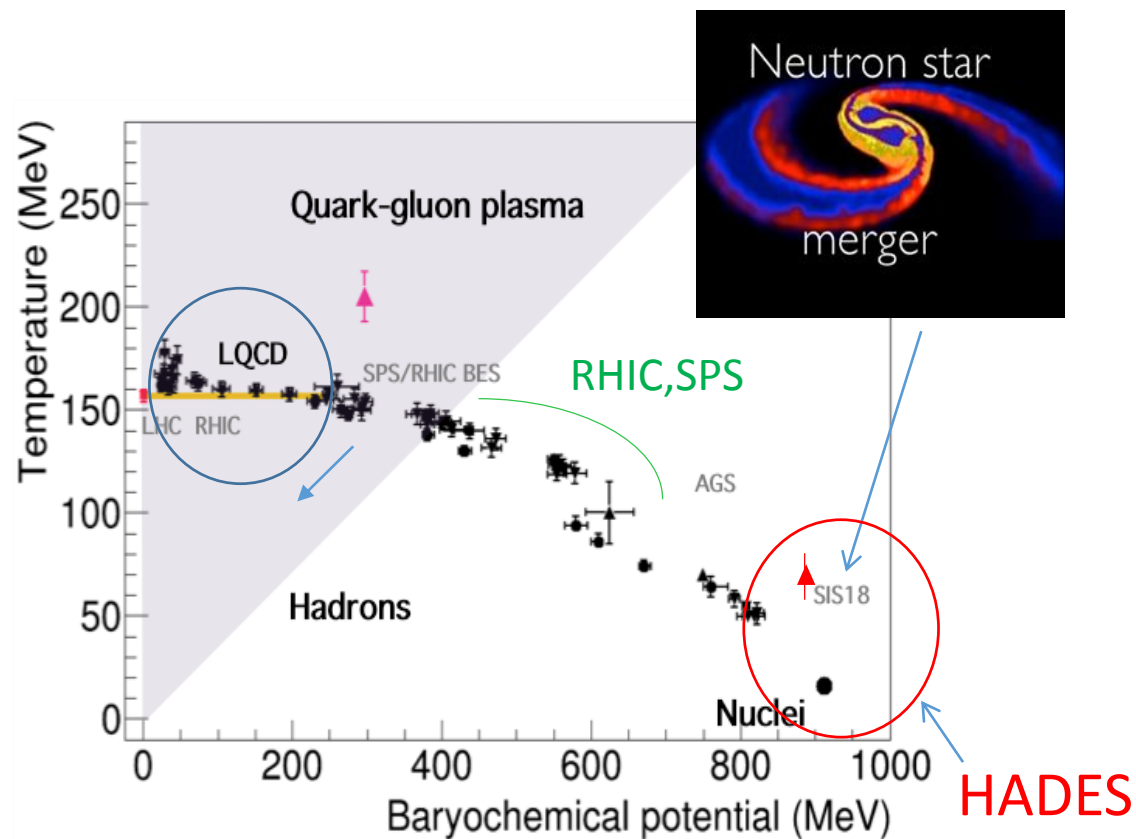 Neutron star
merger
Temperature (MeV)
250
200
150
100
50
0
Quark-gluon plasma
LQCD
SPS/RHIC BES
RHIC,SPS
LHC RHIC
AGS
Hadrons
SIS18
Nuclei
0 200 400 600 800 1000
Baryochemical potential (MeV)
HADES